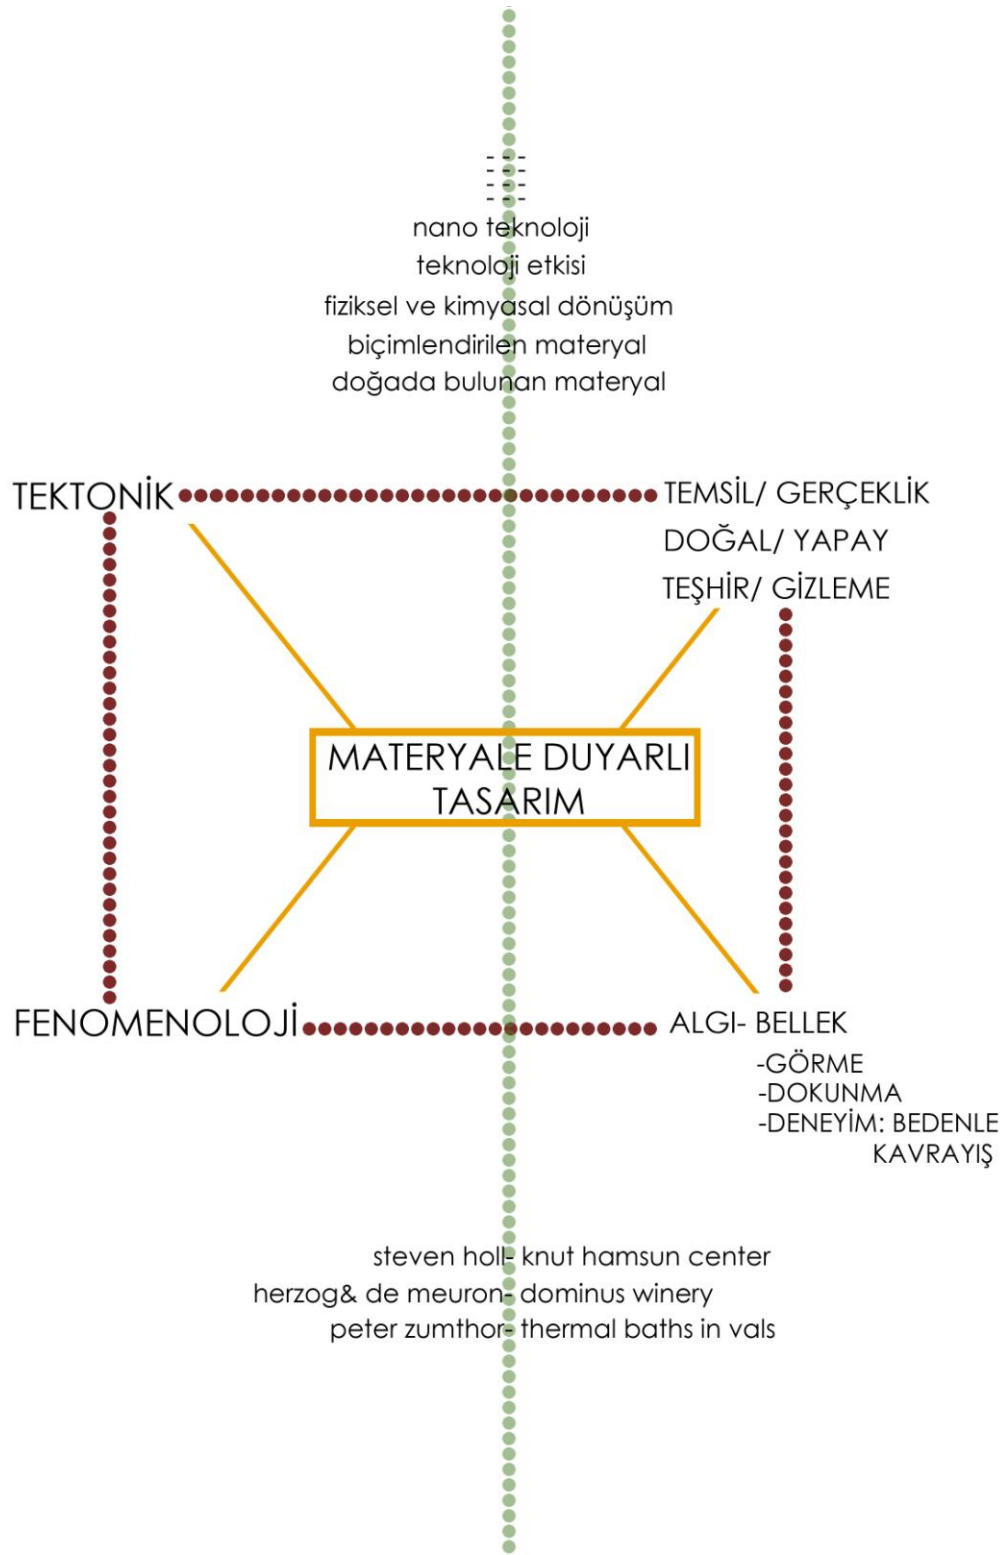 - - -
- - -
- - -
- - -
nano teknoloji
teknoloji etkisi
fiziksel ve kimyasal dönüşüm
biçimlendirilen materyal
doğada bulunan materyal
TEKTONİK
TEMSİL/ GERÇEKLİK
DOĞAL/ YAPAY
TEŞHİR/ GİZLEME
MATERYALE DUYARLI
TASARIM
FENOMENOLOJİ
ALGI- BELLEK
-GÖRME
-DOKUNMA
-DENEYİM: BEDENLE
KAVRAYIŞ
steven holl- knut hamsun center
herzog& de meuron- dominus winery
peter zumthor- thermal baths in vals